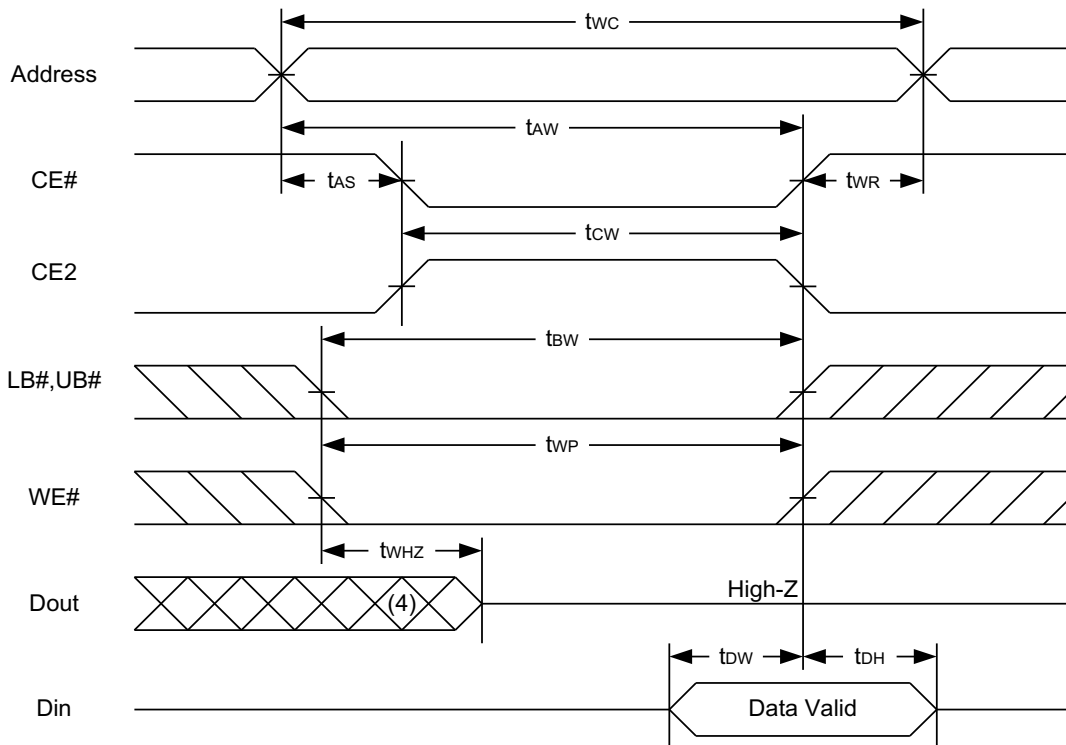 tWC
Address
tAW
CE#
tAS
tWR
tCW
CE2
tBW
LB#,UB#
tWP
WE#
tWHZ
Dout
(4)
High-Z
tDW
tDH
Din
Data Valid